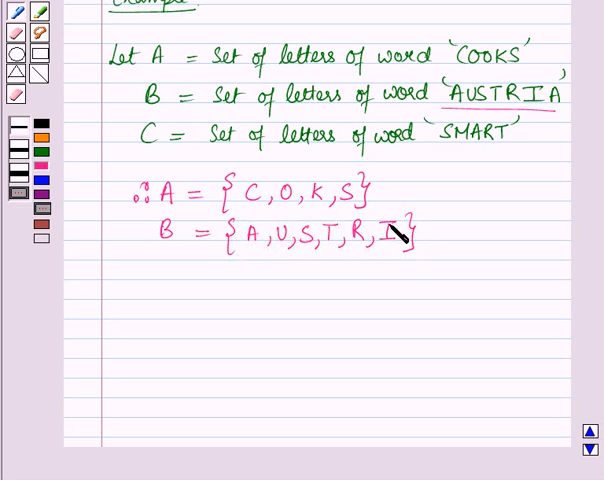 Example.
Let A = Set of letters of word 'COOKS'
B = Set of letters of word 'AUSTRIA'
C = Set of letters of word 'SMART'
∴ A = {C, O, K, S}
B = {A, U, S, T, R, I}